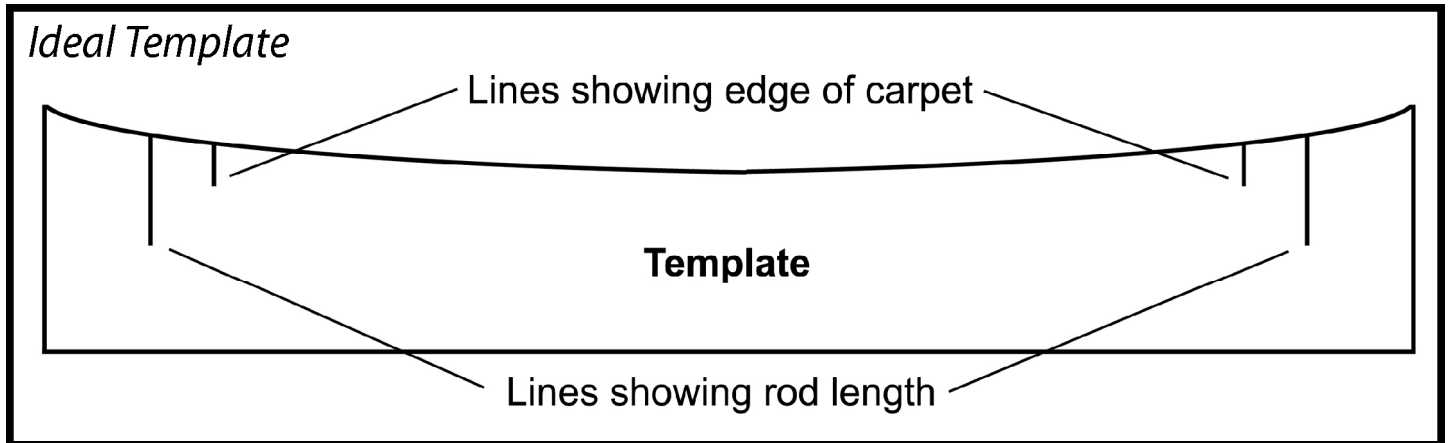 Ideal Template
Lines showing edge of carpet
Template
Lines showing rod length